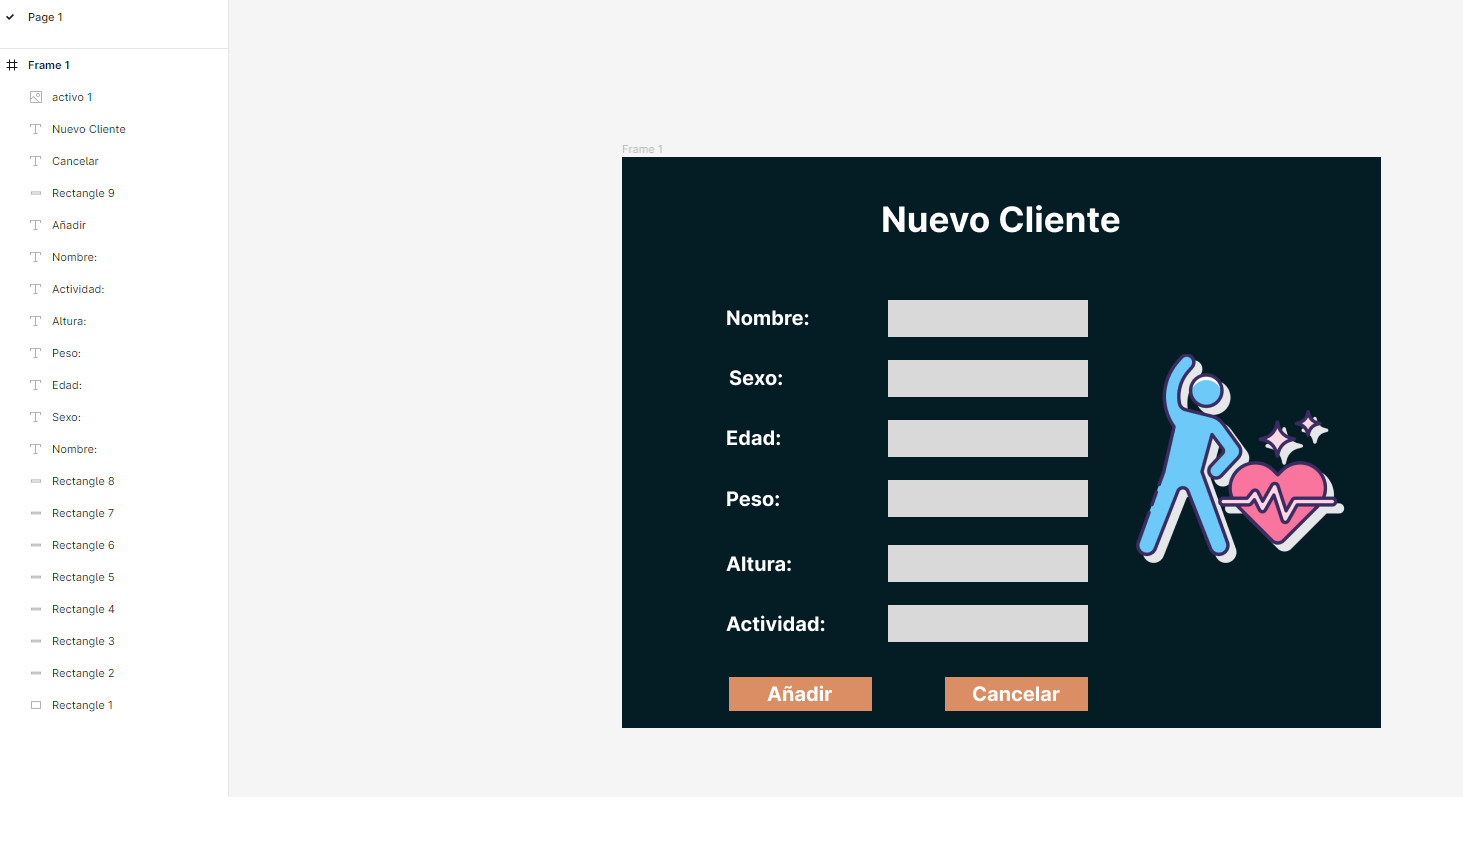 Page 1
Frame 1
activo 1
Nuevo Cliente
Cancelar
Rectangle 9
Añadir
Nombre:
Actividad:
Altura:
Peso:
Edad:
Sexo:
Nombre:
Rectangle 8
Rectangle 7
Rectangle 6
Rectangle 5
Rectangle 4
Rectangle 3
Rectangle 2
Rectangle 1
Frame 1
Nuevo Cliente
Nombre:
Sexo:
Edad:
Peso:
Altura:
Actividad:
Añadir
Cancelar